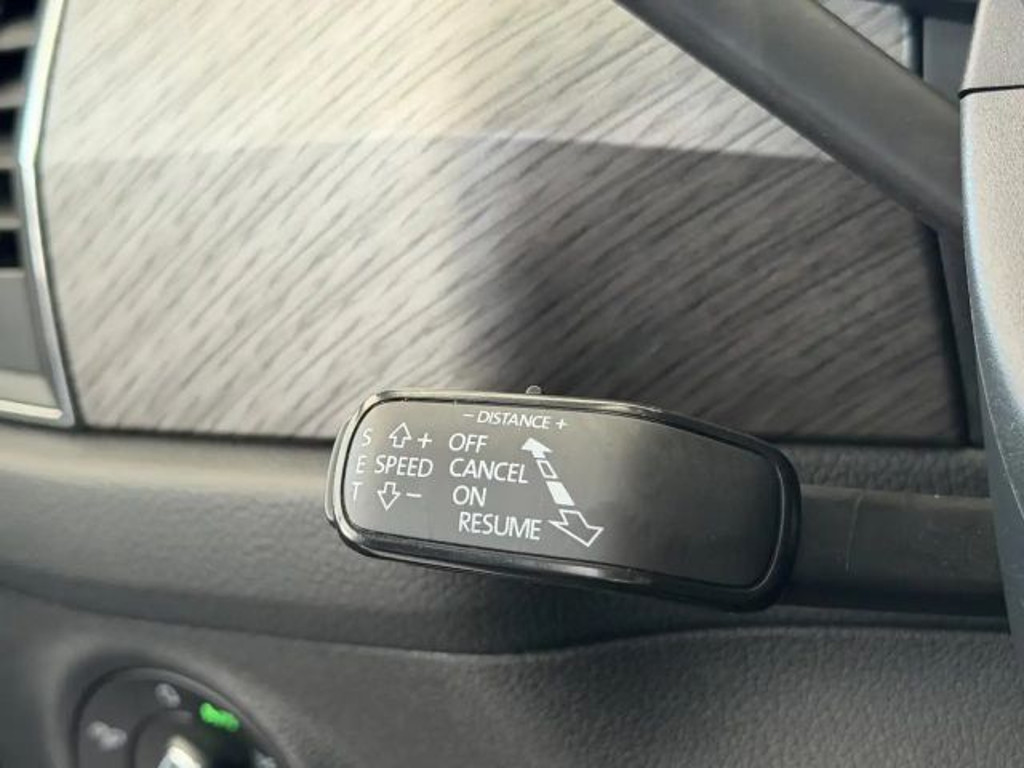 - DISTANCE +
S + OFF
E SPEED CANCEL
T - ON
RESUME